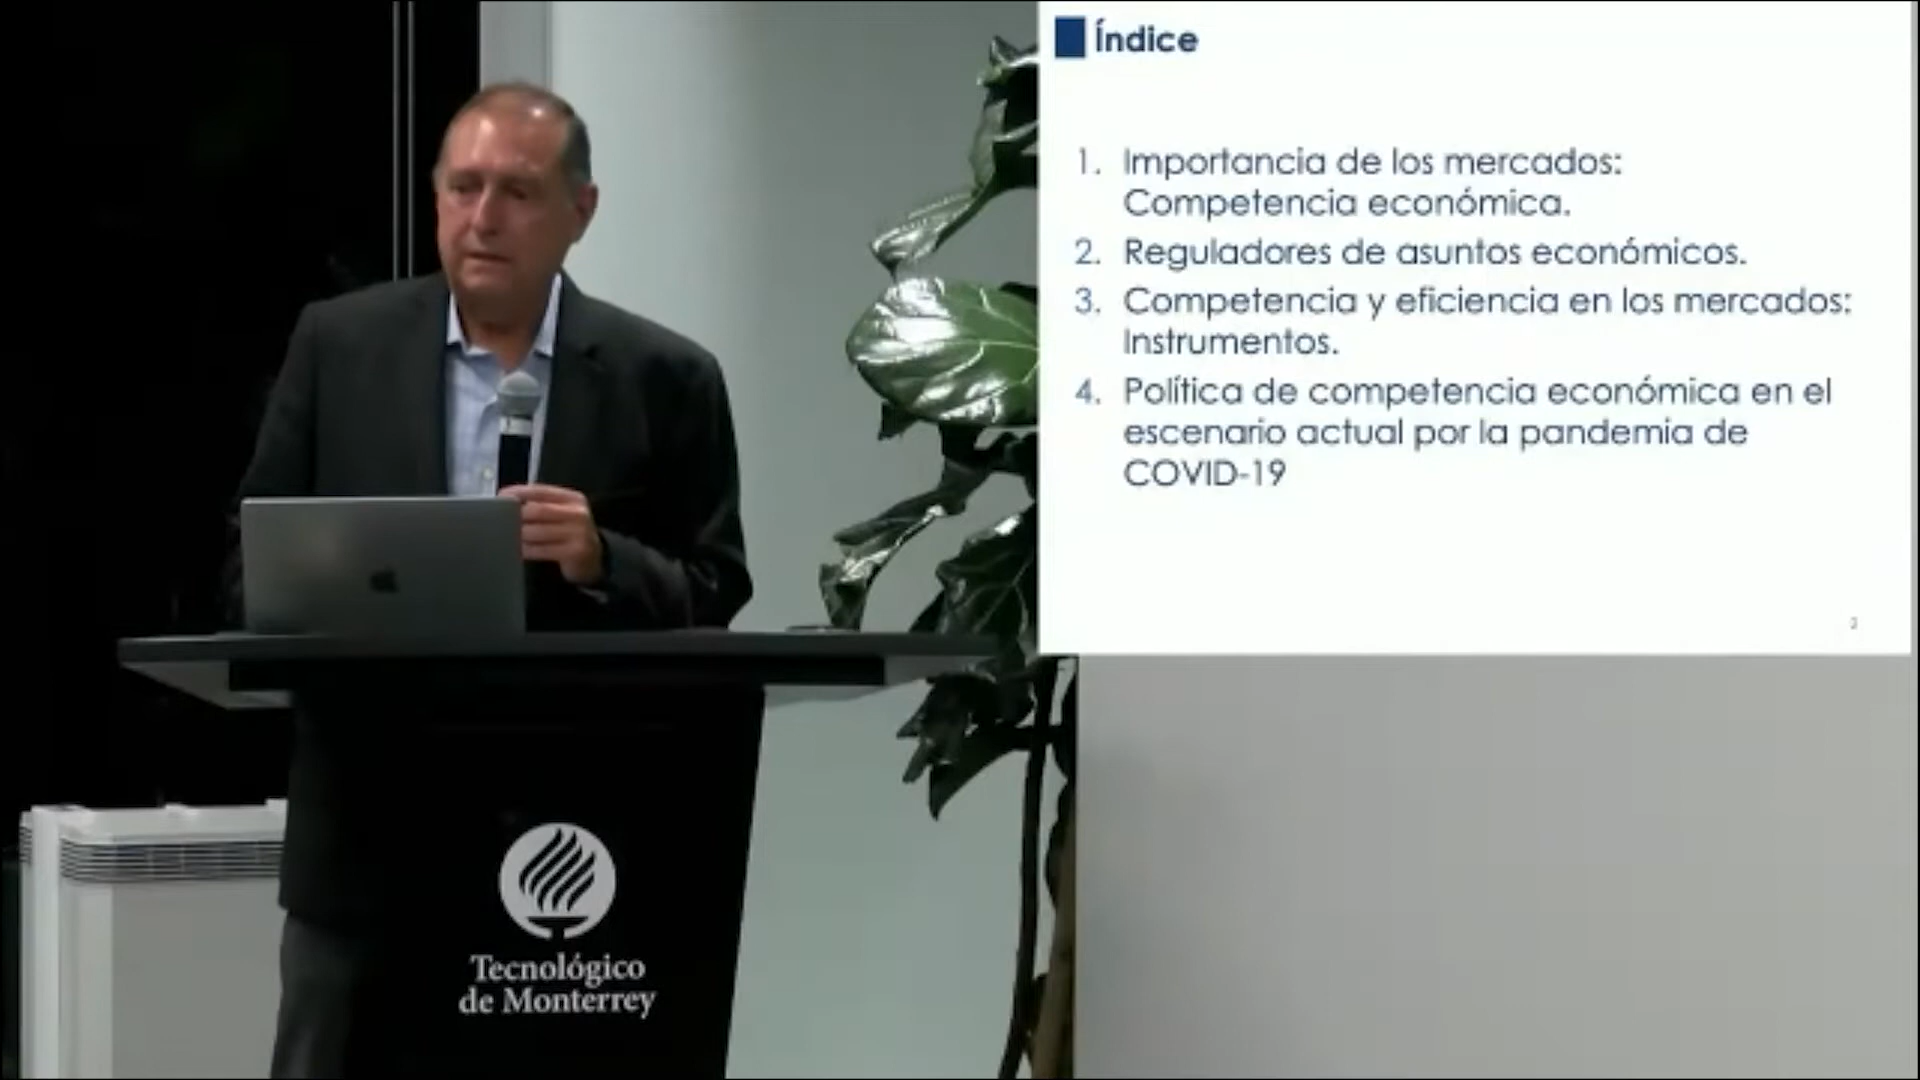 Índice
1. Importancia de los mercados:
Competencia económica.
2. Reguladores de asuntos económicos.
3. Competencia y eficiencia en los mercados:
Instrumentos.
4. Política de competencia económica en el
escenario actual por la pandemia de
COVID-19
2
Tecnológico
de Monterrey